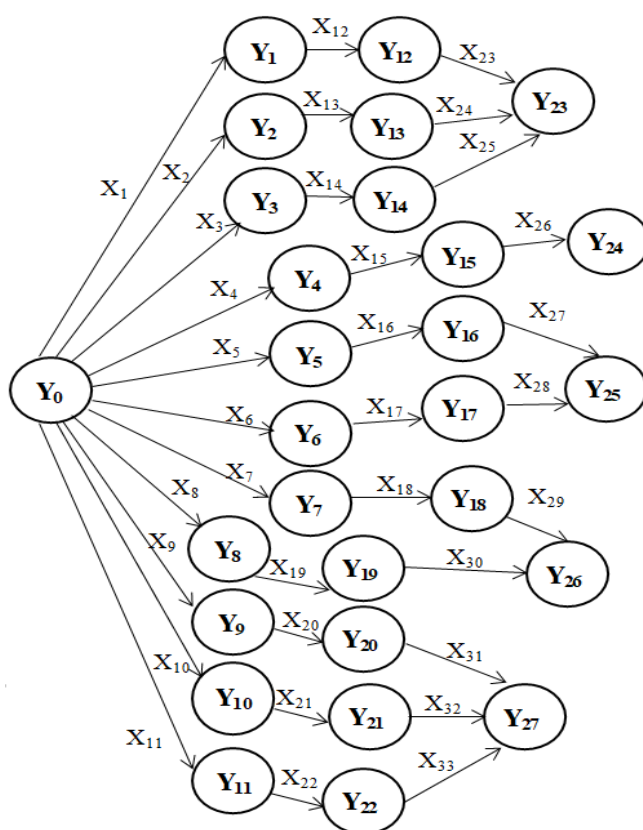 X₁₂
Y₁ Y₁₂ X₂₃
X₁₃ X₂₄ Y₂₃
Y₂ Y₁₃
X₁ X₂ X₁₄ X₂₅
Y₃ Y₁₄
X₃
X₁₅ X₂₆
Y₄ Y₁₅ Y₂₄
X₄
X₅ X₁₆ Y₁₆ X₂₇
Y₅
Y₀ X₂₈ Y₂₅
X₆ X₁₇ Y₁₇
Y₆
X₇
X₈ Y₇ X₁₈ Y₁₈ X₂₉
X₉ Y₈ X₁₉ Y₁₉ X₃₀ Y₂₆
Y₉ X₂₀ Y₂₀ X₃₁
X₁₀
Y₁₀ X₂₁ Y₂₁ X₃₂ Y₂₇
X₁₁
Y₁₁ X₂₂ Y₂₂ X₃₃